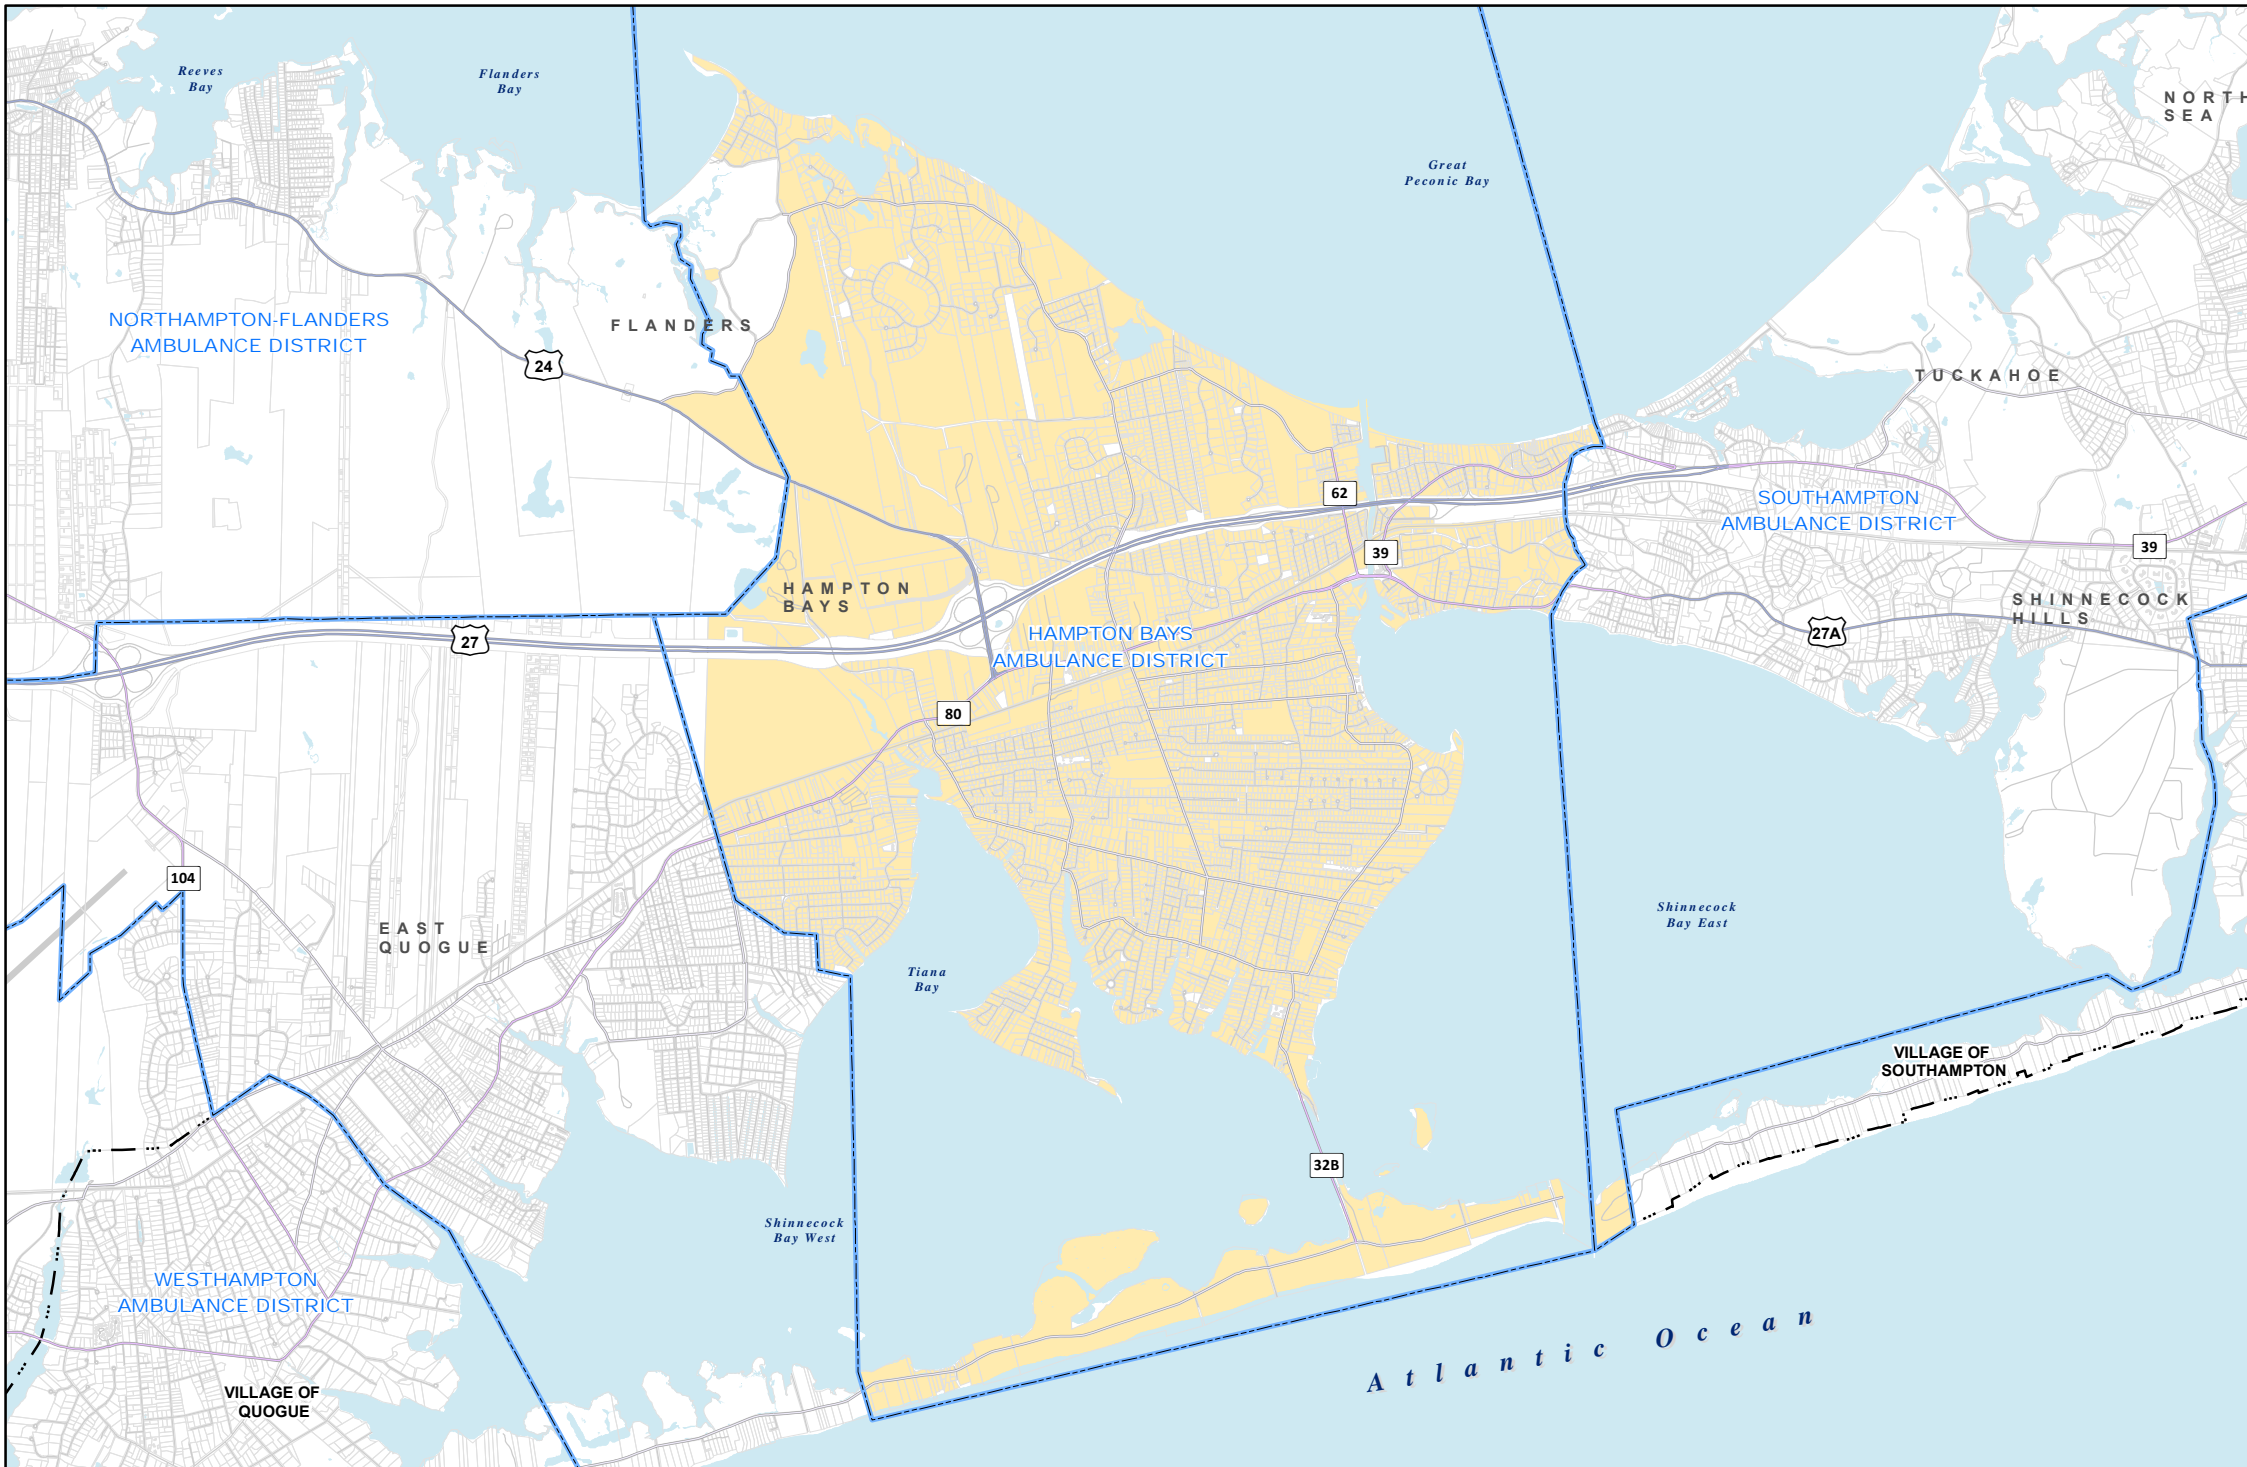 Reeves
Bay
Flanders
Bay
Great
Peconic Bay
NORTH
SEA
NORTHAMPTON-FLANDERS
AMBULANCE DISTRICT
FLANDERS
24
TUCKAHOE
62
SOUTHAMPTON
AMBULANCE DISTRICT
39
39
HAMPTON
BAYS
SHINNECOCK
HILLS
27
HAMPTON BAYS
AMBULANCE DISTRICT
27A
80
104
EAST
QUOGUE
Shinnecock
Bay East
Tiana
Bay
VILLAGE OF
SOUTHAMPTON
32B
Shinnecock
Bay West
WESTHAMPTON
AMBULANCE DISTRICT
Atlantic Ocean
VILLAGE OF
QUOGUE